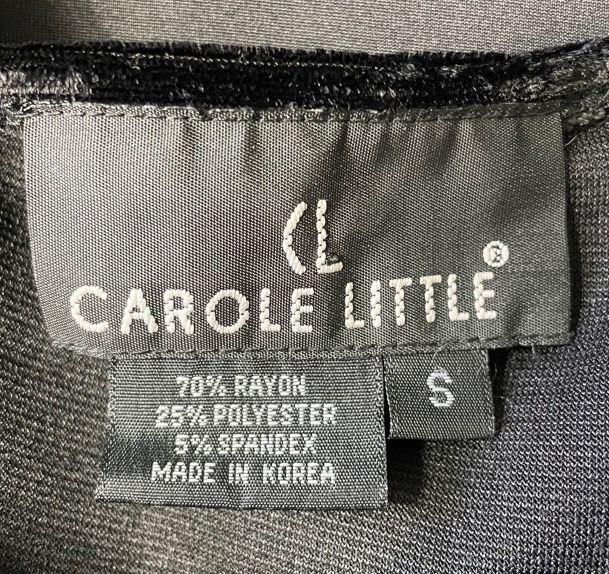 CL
CAROLE LITTLE®
70% RAYON
25% POLYESTER
5% SPANDEX
MADE IN KOREA
S